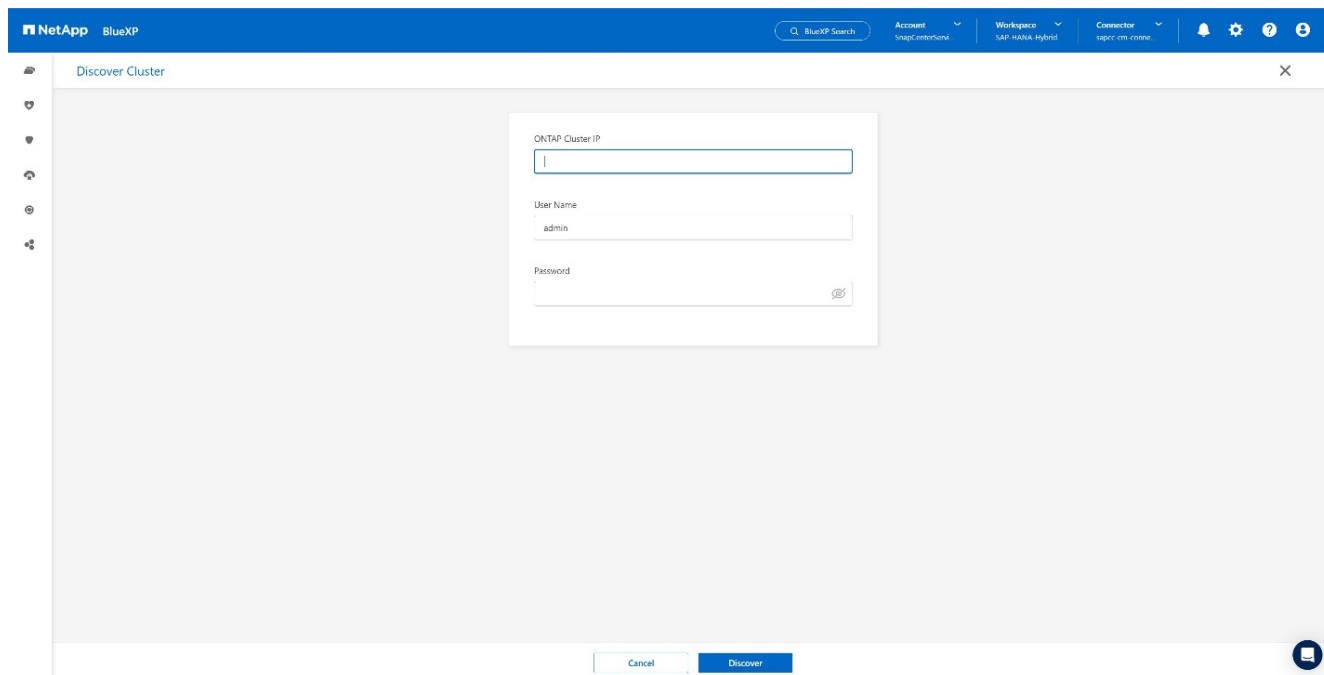 NetApp BlueXP
BlueXP Search
Account
SnapCenterServi...
Workspace
SAP-HANA-Hybrid
Connector
sapcc-cm-conne...
Discover Cluster
ONTAP Cluster IP
User Name
admin
Password
Cancel
Discover